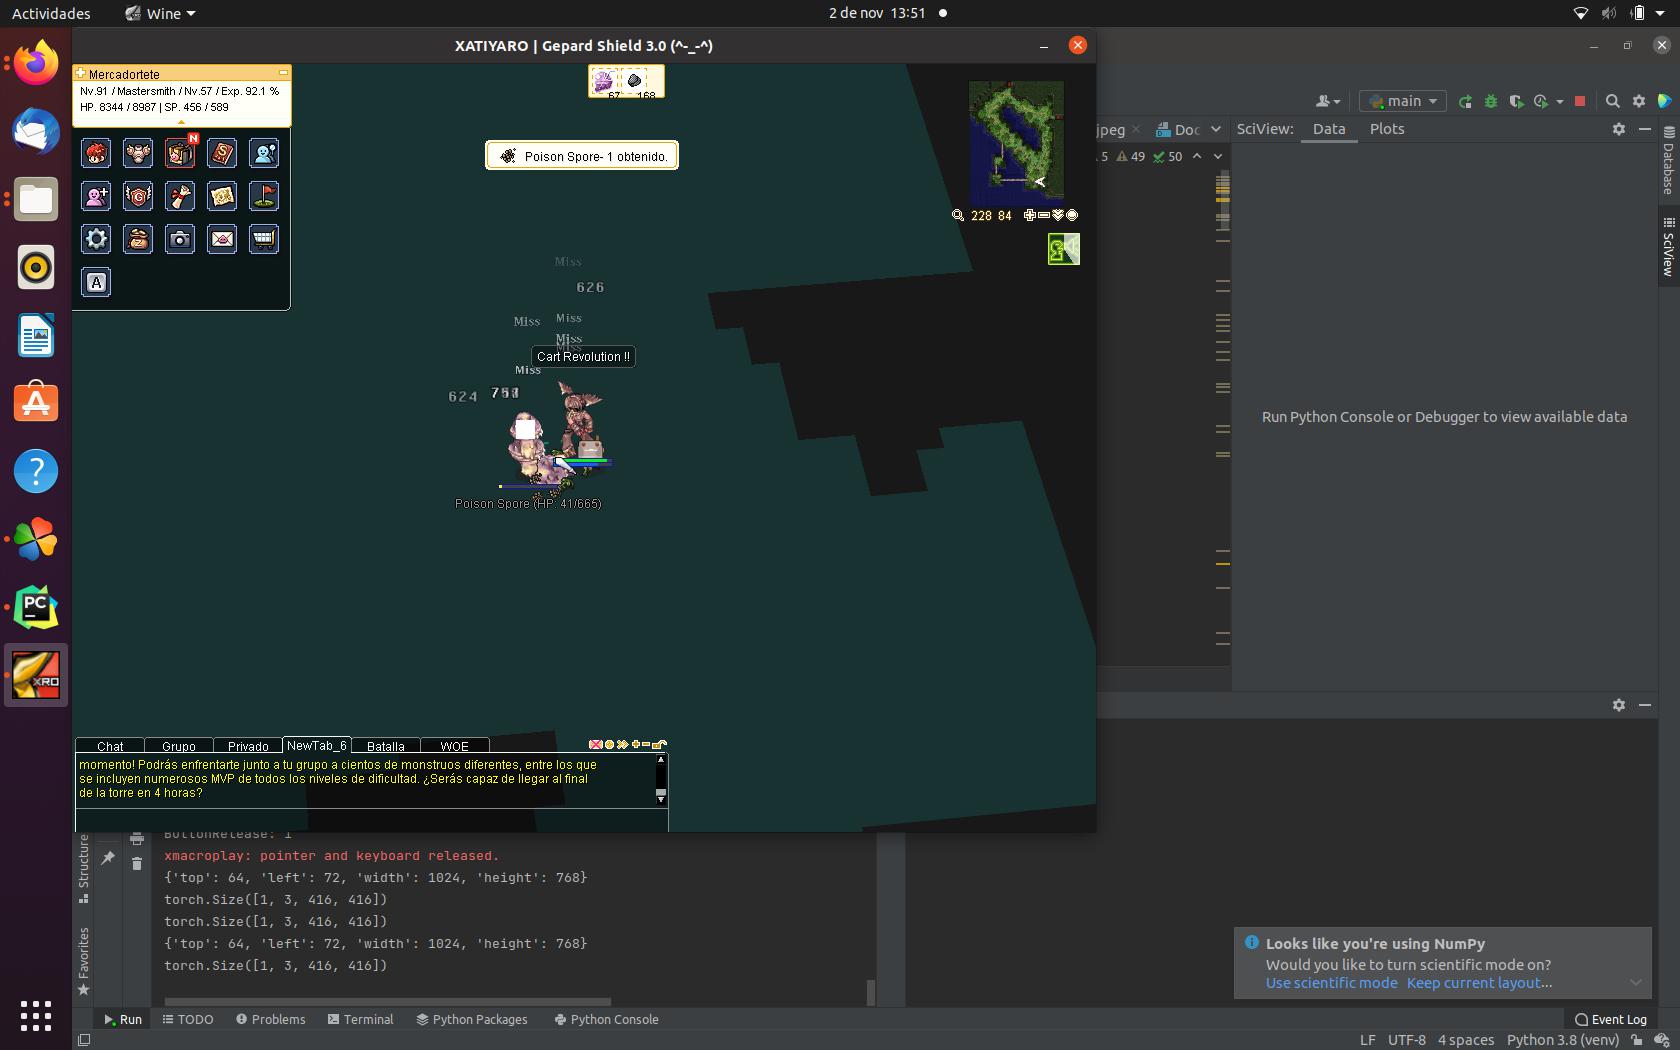 Actividades
Wine
2 de nov 13:51
XATIYARO | Gepard Shield 3.0 (^-_-^)
Mercadortete
Nv.91 / Mastersmith / Nv.57 / Exp. 92.1 %
HP. 8344 / 8987 | SP. 456 / 589
N
A
67 168
Poison Spore- 1 obtenido.
228 84
Miss
626
Miss
Miss
Miss
Cart Revolution !!
Miss
624
Poison Spore (HP: 41/665)
XRO
PC
Chat
Grupo
Privado
NewTab_6
Batalla
WOE
momento! Podrás enfrentarte junto a tu grupo a cientos de monstruos diferentes, entre los que
se incluyen numerosos MVP de todos los niveles de dificultad. ¿Serás capaz de llegar al final
de la torre en 4 horas?
main
jpeg
Doc
SciView:
Data
Plots
5 49 50
Database
SciView
Run Python Console or Debugger to view available data
ButtonRelease: 1
xmacroplay: pointer and keyboard released.
{'top': 64, 'left': 72, 'width': 1024, 'height': 768}
torch.Size([1, 3, 416, 416])
torch.Size([1, 3, 416, 416])
{'top': 64, 'left': 72, 'width': 1024, 'height': 768}
torch.Size([1, 3, 416, 416])
Structure
Favorites
Looks like you're using NumPy
Would you like to turn scientific mode on?
Use scientific mode Keep current layout...
Run
TODO
Problems
Terminal
Python Packages
Python Console
Event Log
LF UTF-8 4 spaces Python 3.8 (venv)